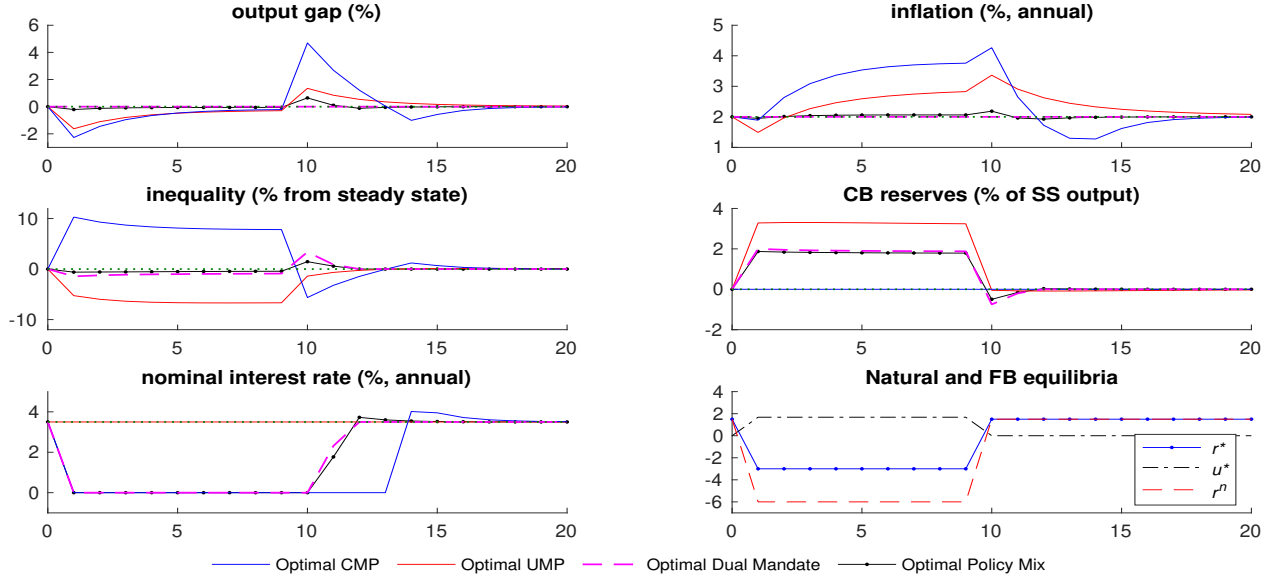 output gap (%)
6
4
2
0
-2
0 5 10 15 20
inflation (%, annual)
5
4
3
2
1
0 5 10 15 20
inequality (% from steady state)
10
0
-10
0 5 10 15 20
CB reserves (% of SS output)
4
2
0
-2
0 5 10 15 20
nominal interest rate (%, annual)
4
0
0 5 10 15 20
Natural and FB equilibria
4
2
0
-2
-4
-6
0 5 10 15 20
r*
u*
rⁿ
Optimal CMP Optimal UMP Optimal Dual Mandate Optimal Policy Mix